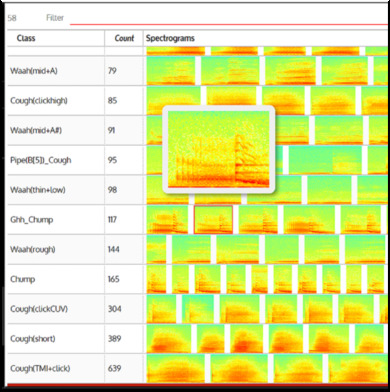 58 Filter
Class Count Spectrograms
Waah(mid+A) 79
Cough(clickhigh) 85
Waah(mid+A#) 91
Pipe(B[5])_Cough 95
Waah(thin+low) 98
Ghh_Chump 117
Waah(rough) 144
Chump 165
Cough(clickCUV) 304
Cough(short) 389
Cough(TMI+click) 639